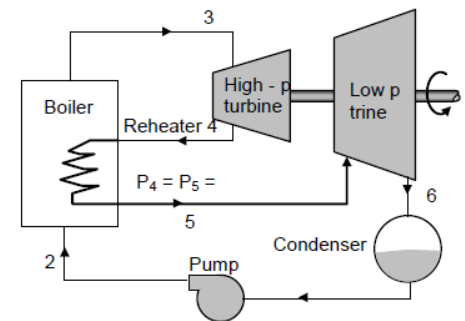 3
High - p
turbine
Low p
trine
Boiler
Reheater 4
P4 = P5 =
5
6
Condenser
2
Pump